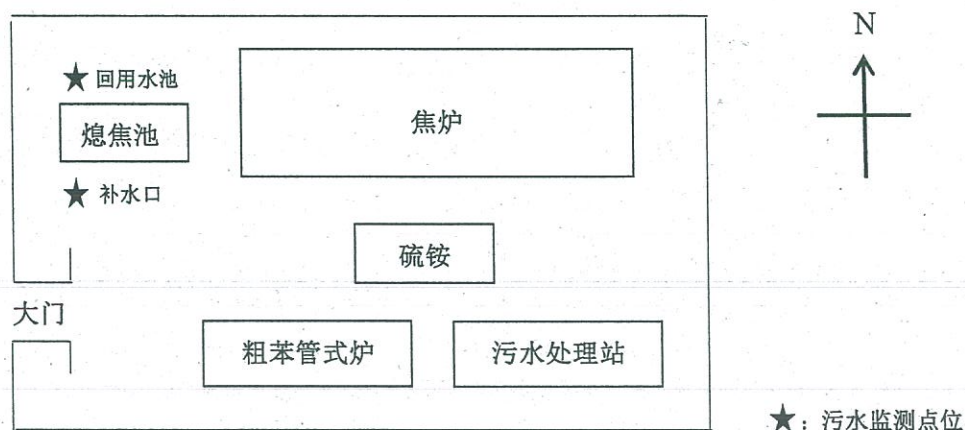 N
回用水池
熄焦池
焦炉
补水口
硫铵
大门
粗苯管式炉
污水处理站
★：污水监测点位